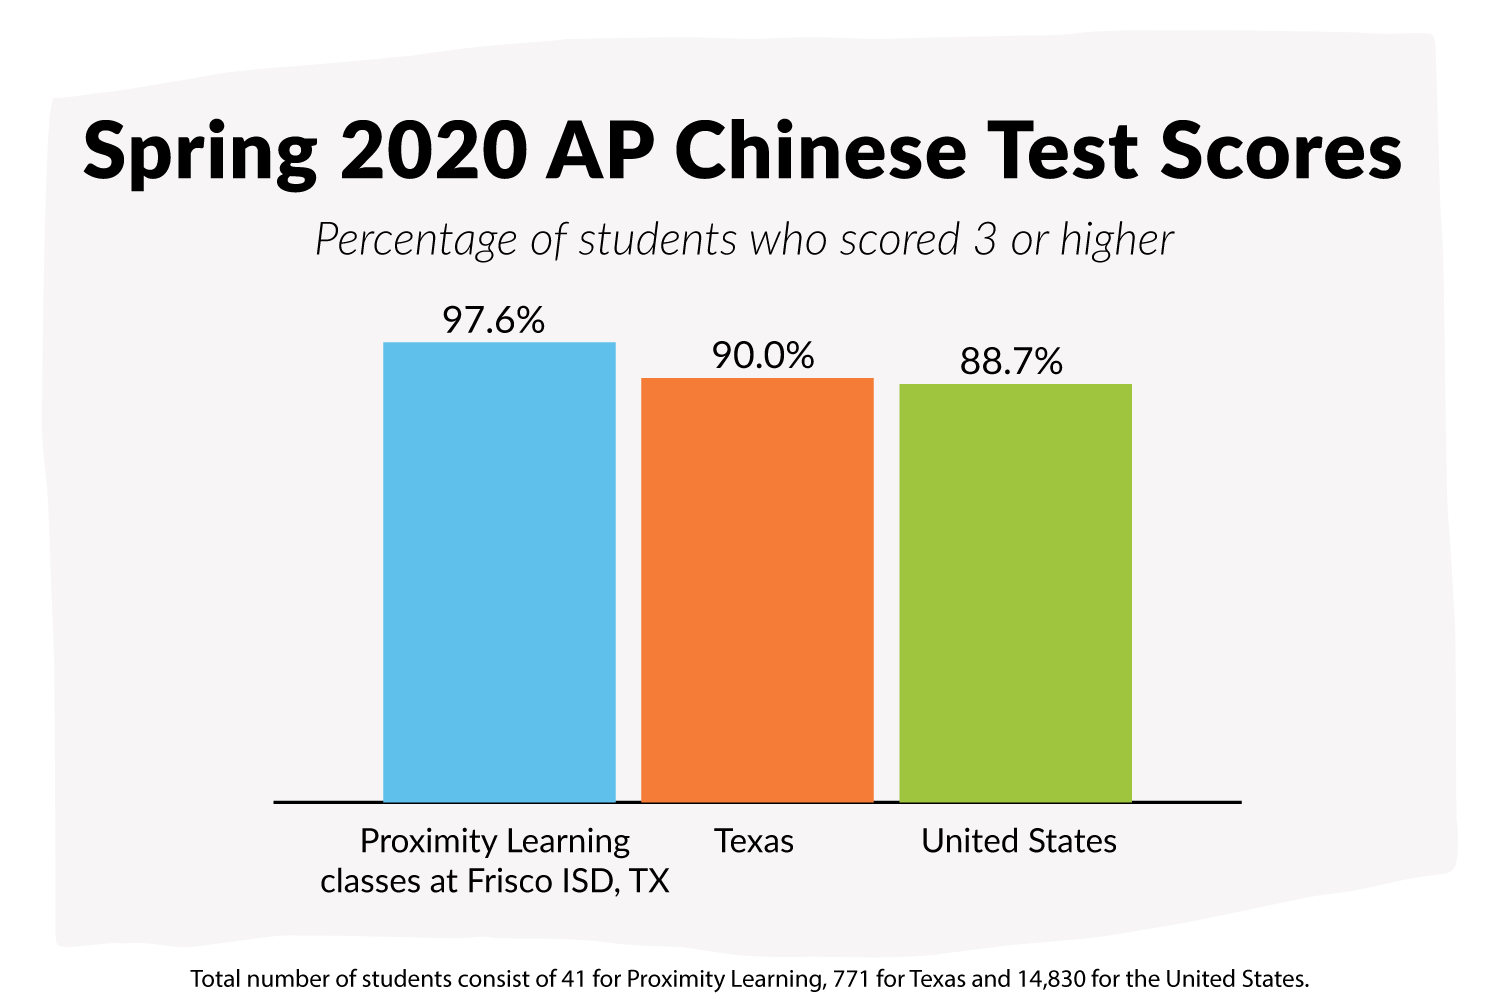 Spring 2020 AP Chinese Test Scores
Percentage of students who scored 3 or higher
97.6%
90.0%
88.7%
Proximity Learning
classes at Frisco ISD, TX
Texas
United States
Total number of students consist of 41 for Proximity Learning, 771 for Texas and 14,830 for the United States.